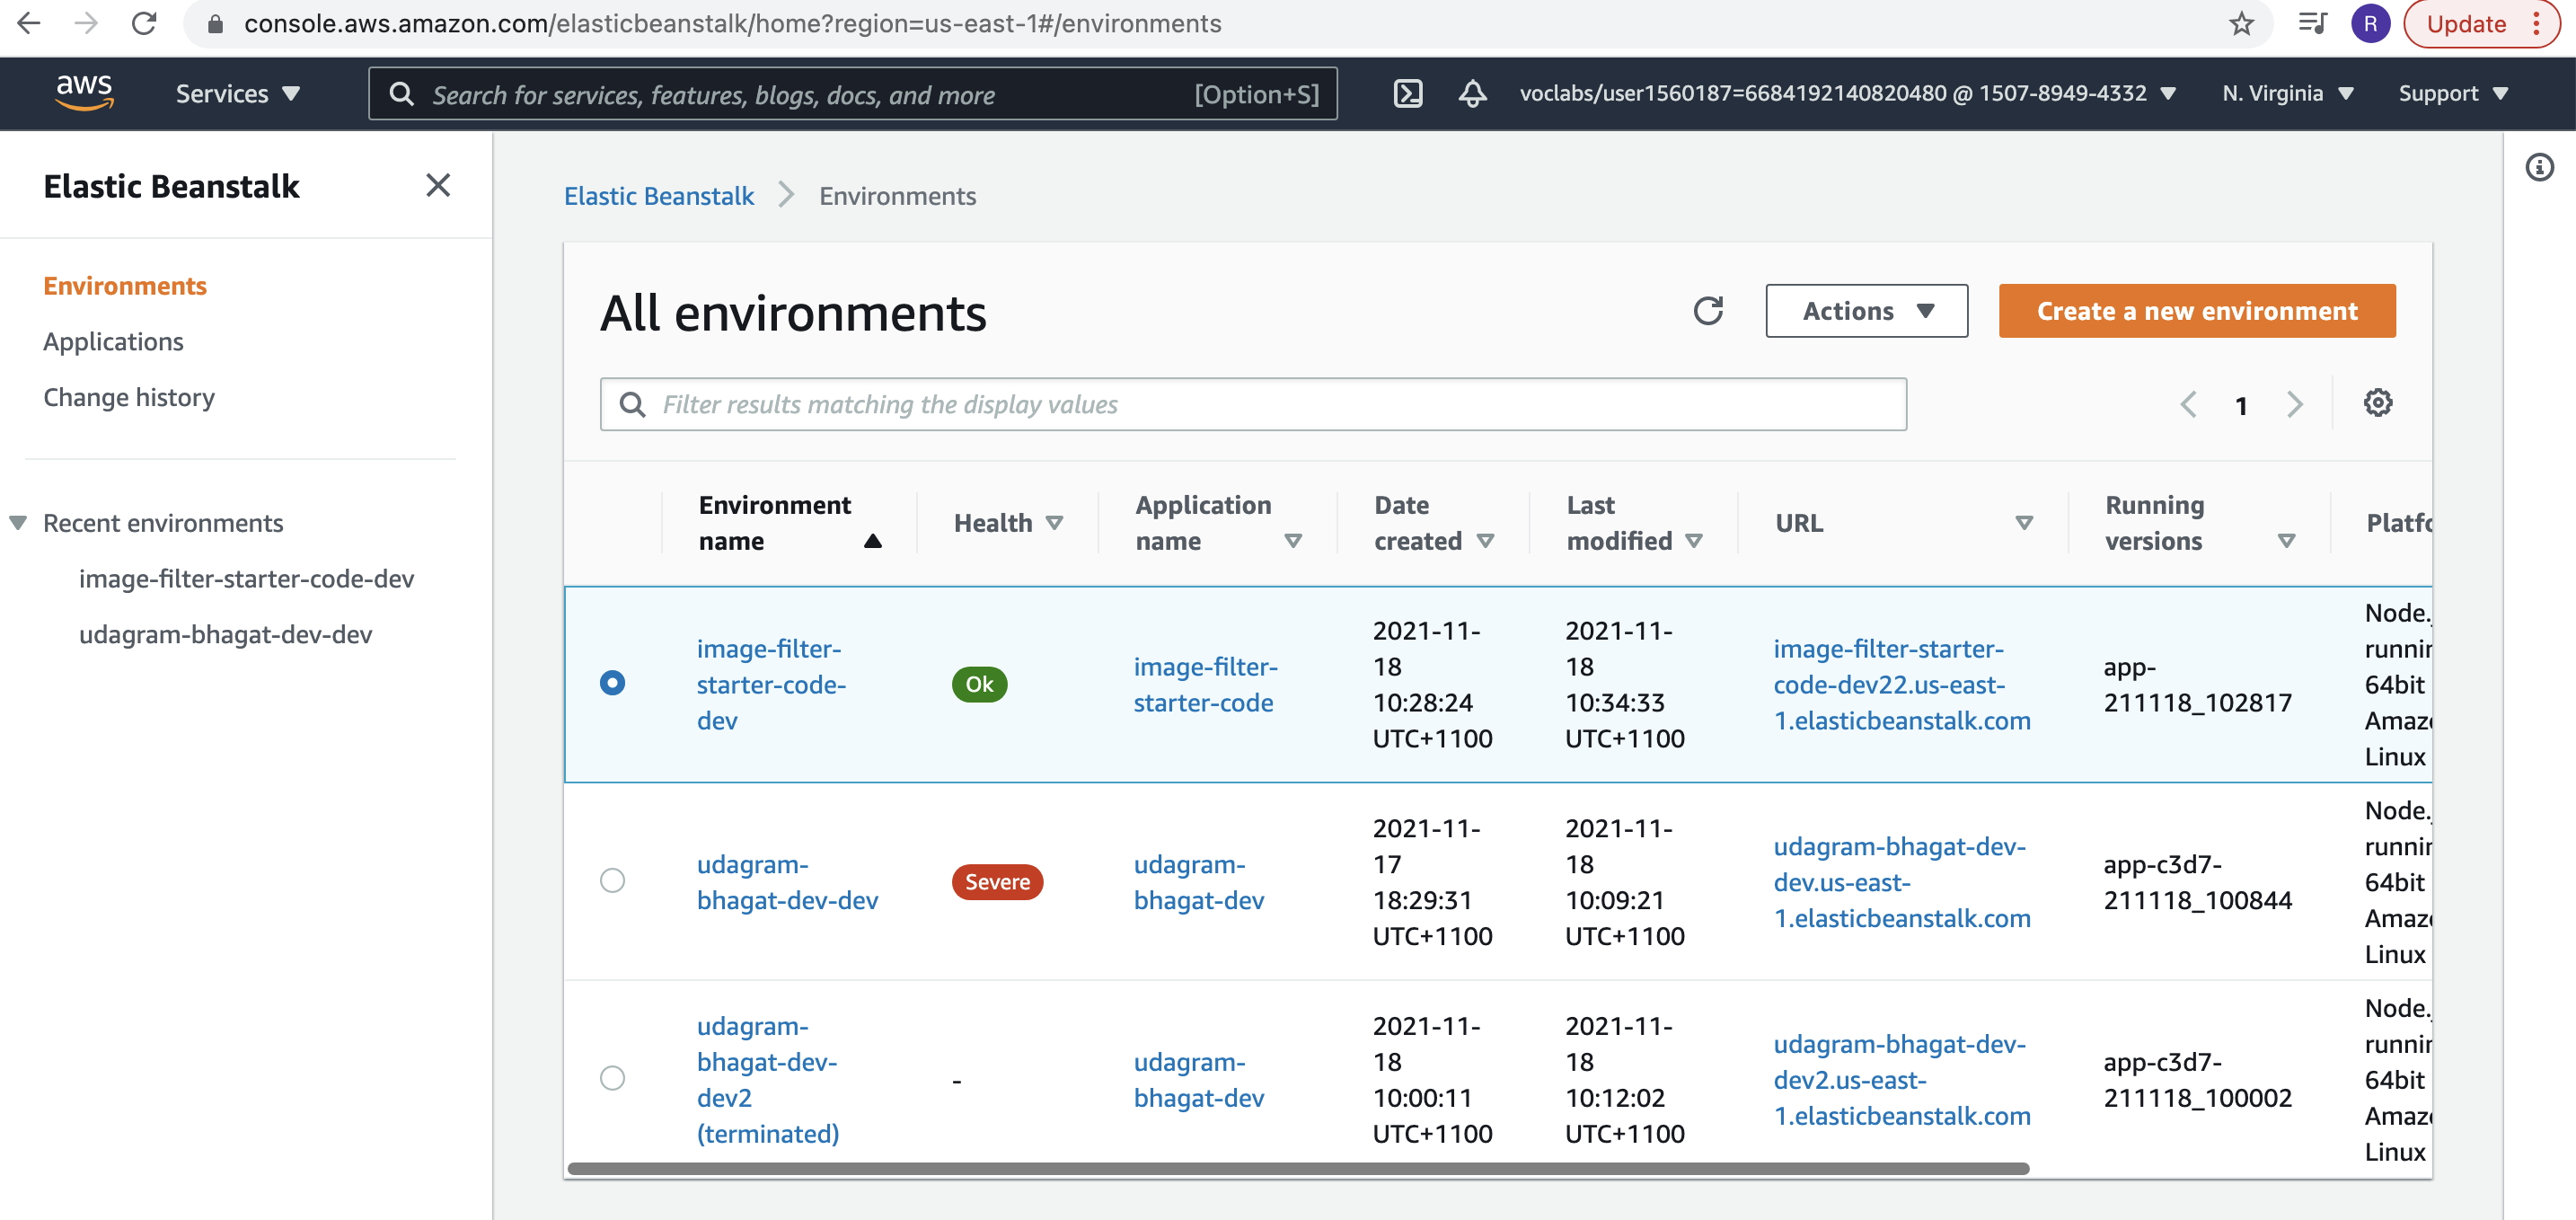 console.aws.amazon.com/elasticbeanstalk/home?region=us-east-1#/environments
R
Update
aws
Services
Search for services, features, blogs, docs, and more
[Option+S]
voclabs/user1560187=6684192140820480 @ 1507-8949-4332
N. Virginia
Support
Elastic Beanstalk
Environments
Applications
Change history
Recent environments
image-filter-starter-code-dev
udagram-bhagat-dev-dev
Elastic Beanstalk
Environments
All environments
Actions
Create a new environment
Filter results matching the display values
1
Environment
name
Health
Application
name
Date
created
Last
modified
URL
Running
versions
Platfo
image-filter-
starter-code-
dev
Ok
image-filter-
starter-code
2021-11-
18
10:28:24
UTC+1100
2021-11-
18
10:34:33
UTC+1100
image-filter-starter-
code-dev22.us-east-
1.elasticbeanstalk.com
app-
211118_102817
Node.
runnin
64bit
Amaz
Linux
udagram-
bhagat-dev-dev
Severe
udagram-
bhagat-dev
2021-11-
17
18:29:31
UTC+1100
2021-11-
18
10:09:21
UTC+1100
udagram-bhagat-dev-
dev.us-east-
1.elasticbeanstalk.com
app-c3d7-
211118_100844
Node.
runnin
64bit
Amaz
Linux
udagram-
bhagat-dev-
dev2
(terminated)
-
udagram-
bhagat-dev
2021-11-
18
10:00:11
UTC+1100
2021-11-
18
10:12:02
UTC+1100
udagram-bhagat-dev-
dev2.us-east-
1.elasticbeanstalk.com
app-c3d7-
211118_100002
Node.
runnin
64bit
Amaz
Linux